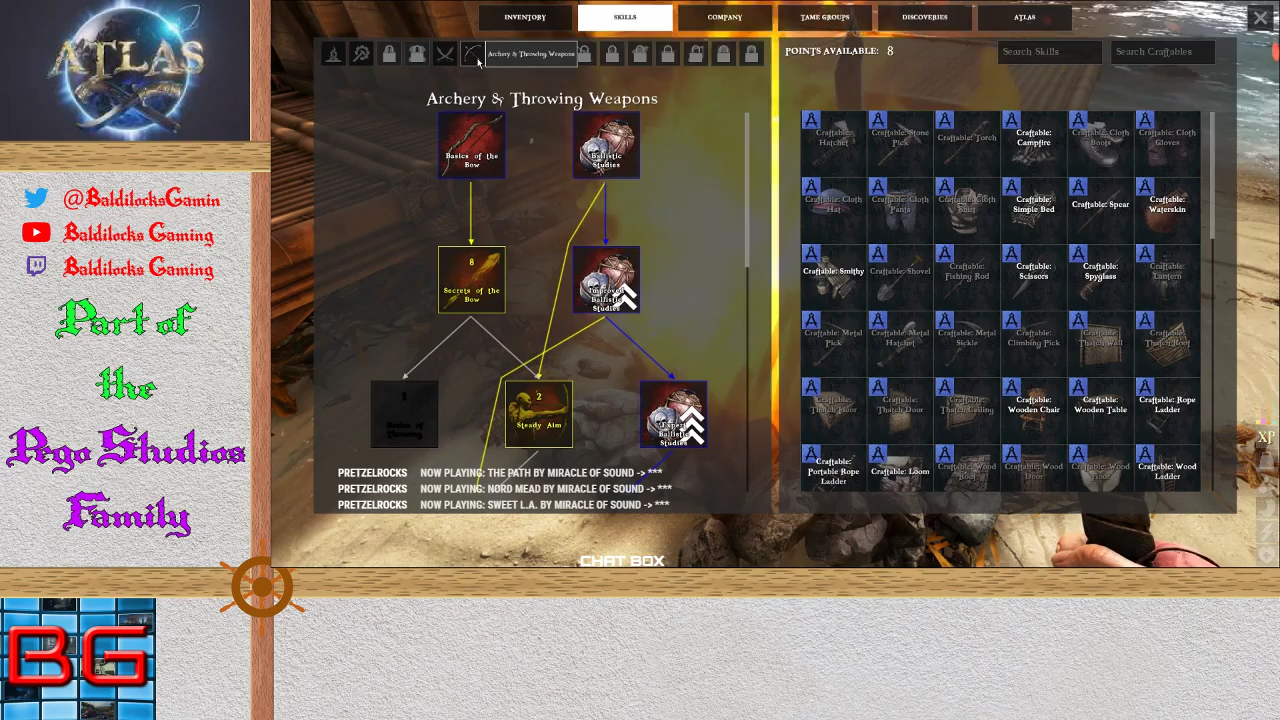 ATLAS
@BaldilocksGamin
Baldilocks Gaming
Baldilocks Gaming
Part of
the
Pego Studios
Family
BG
INVENTORY
SKILLS
COMPANY
TAME GROUPS
DISCOVERIES
ATLAS
Archery & Throwing Weapons
Archery & Throwing Weapons
Basics of the
Bow
Ballistic
Studies
8
Secrets of the
Bow
Improved
Ballistic
Studies
1
Basics of
Throwing
2
Steady Aim
Expert
Ballistic
Studies
PRETZELROCKS NOW PLAYING: THE PATH BY MIRACLE OF SOUND -> ***
PRETZELROCKS NOW PLAYING: NORD MEAD BY MIRACLE OF SOUND -> ***
PRETZELROCKS NOW PLAYING: SWEET L.A. BY MIRACLE OF SOUND -> ***
CHAT BOX
POINTS AVAILABLE: 8
Search Skills
Search Craftables
Craftable:
Hatchet
Craftable: Stone
Pick
Craftable: Torch
Craftable:
Campfire
Craftable: Cloth
Boots
Craftable: Cloth
Gloves
Craftable: Cloth
Hat
Craftable: Cloth
Pants
Craftable: Cloth
Shirt
Craftable:
Simple Bed
Craftable: Spear
Craftable:
Waterskin
Craftable: Smithy
Craftable: Shovel
Craftable:
Fishing Rod
Craftable:
Scissors
Craftable:
Spyglass
Craftable:
Lantern
Craftable: Metal
Pick
Craftable: Metal
Hatchet
Craftable: Metal
Sickle
Craftable:
Climbing Pick
Craftable:
Thatch Wall
Craftable:
Thatch Roof
Craftable:
Thatch Door
Craftable:
Thatch Ceiling
Craftable:
Wooden Chair
Craftable:
Wooden Table
Craftable: Rope
Ladder
Craftable:
Portable Rope
Ladder
Craftable: Loom
Craftable:
Wood Roof
Craftable:
Wood Door
Craftable:
Wood Door
Craftable:
Wood Ladder
XP